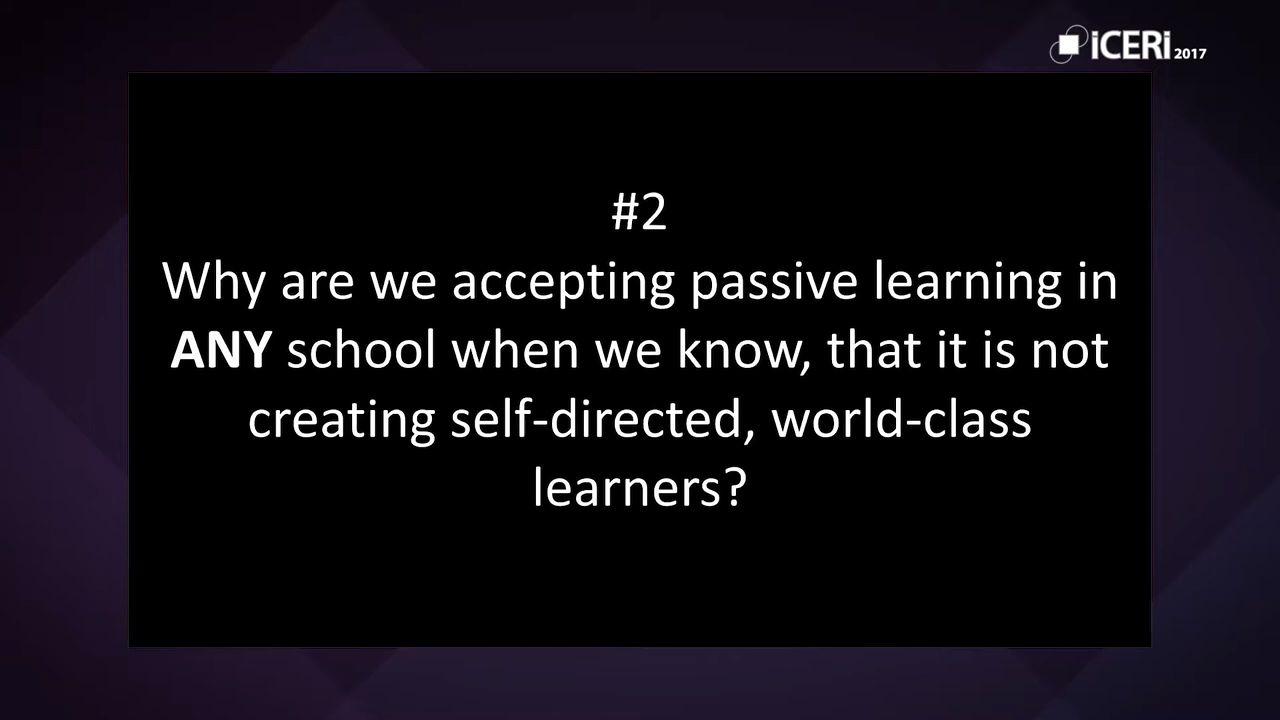 iCERi 2017
#2
Why are we accepting passive learning in
ANY school when we know, that it is not
creating self-directed, world-class
learners?